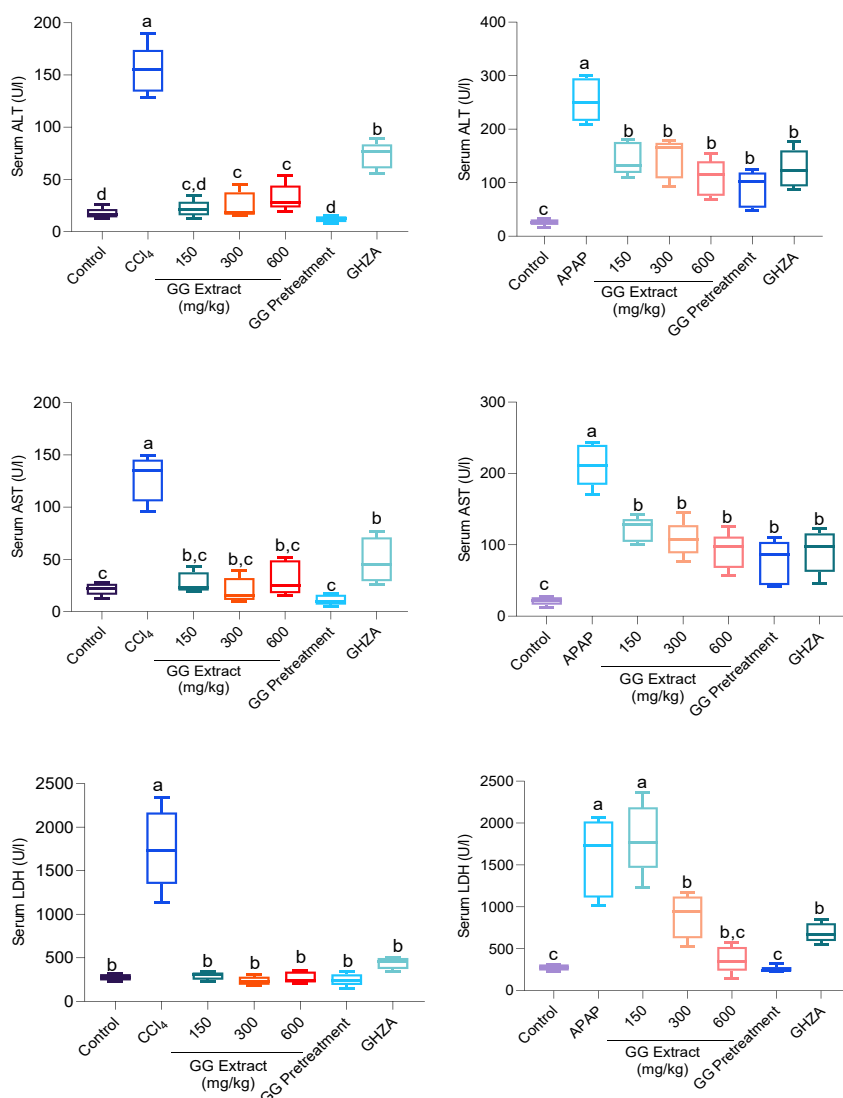 Serum ALT (U/l)
200
150
100
50
0
a
b
c
c
c,d
d
d
Control
CCl4
150
300
600
GG Pretreatment
GHZA
GG Extract
(mg/kg)
Serum ALT (U/l)
400
300
200
100
0
a
b
b
b
b
b
c
Control
APAP
150
300
600
GG Pretreatment
GHZA
GG Extract
(mg/kg)
Serum AST (U/l)
200
150
100
50
0
a
b
b,c
b,c
b,c
c
c
Control
CCl4
150
300
600
GG Pretreatment
GHZA
GG Extract
(mg/kg)
Serum AST (U/l)
300
200
100
0
a
b
b
b
b
b
c
Control
APAP
150
300
600
GG Pretreatment
GHZA
GG Extract
(mg/kg)
Serum LDH (U/l)
2500
2000
1500
1000
500
0
a
b
b
b
b
b
b
Control
CCl4
150
300
600
GG Pretreatment
GHZA
GG Extract
(mg/kg)
Serum LDH (U/l)
2500
2000
1500
1000
500
0
a
a
b
b,c
c
c
b
Control
APAP
150
300
600
GG Pretreatment
GHZA
GG Extract
(mg/kg)